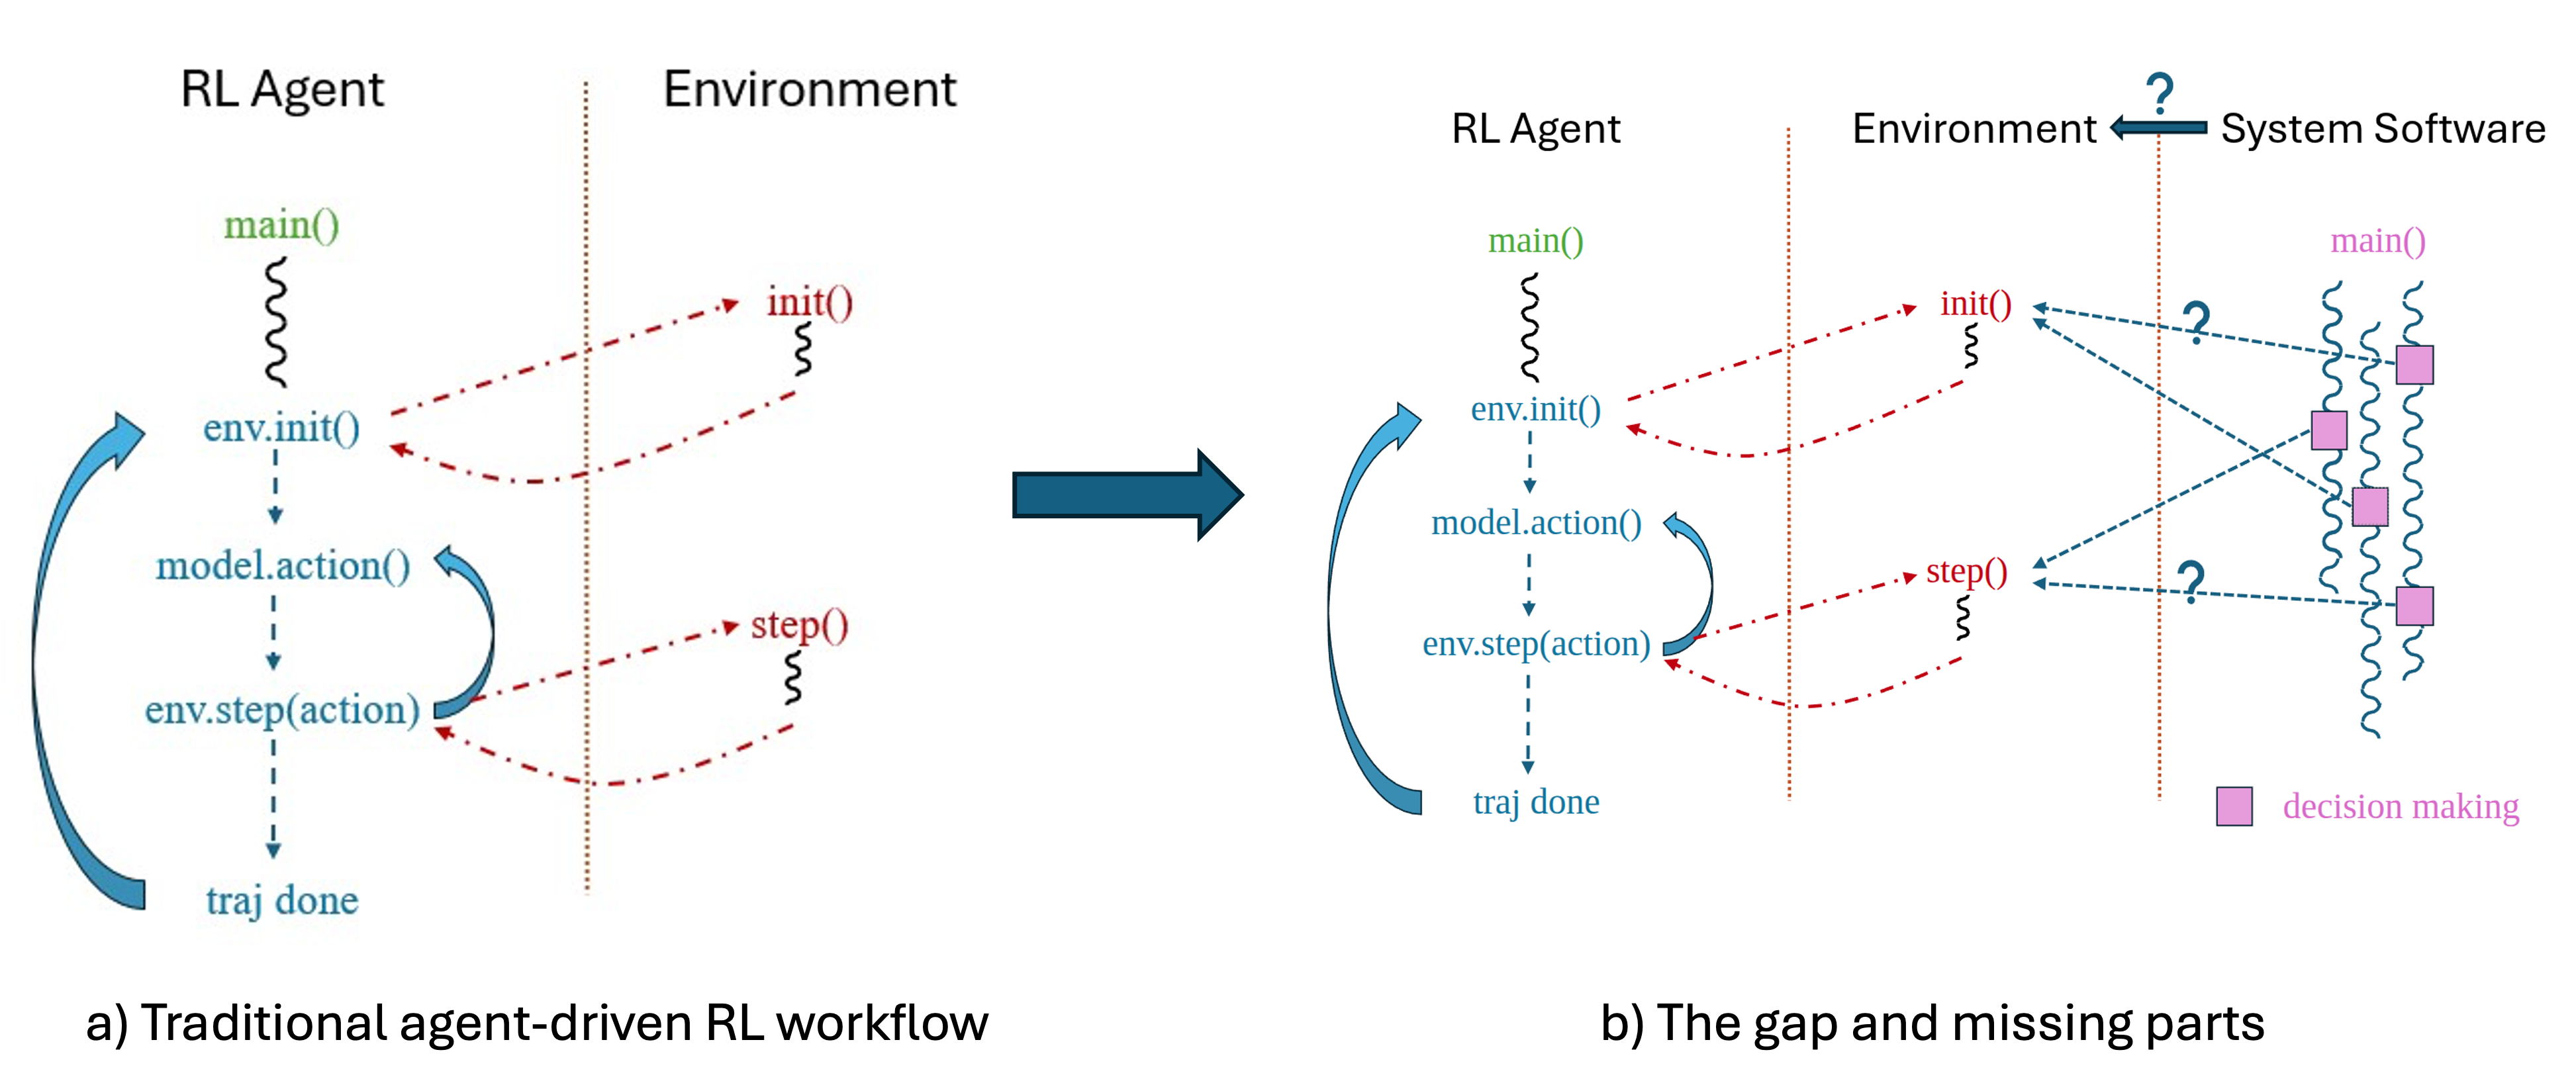 RL Agent
Environment
main()
init()
env.init()
model.action()
step()
env.step(action)
traj done
a) Traditional agent-driven RL workflow
?
RL Agent
Environment
System Software
main()
main()
init()
?
env.init()
model.action()
step()
?
env.step(action)
traj done
decision making
b) The gap and missing parts